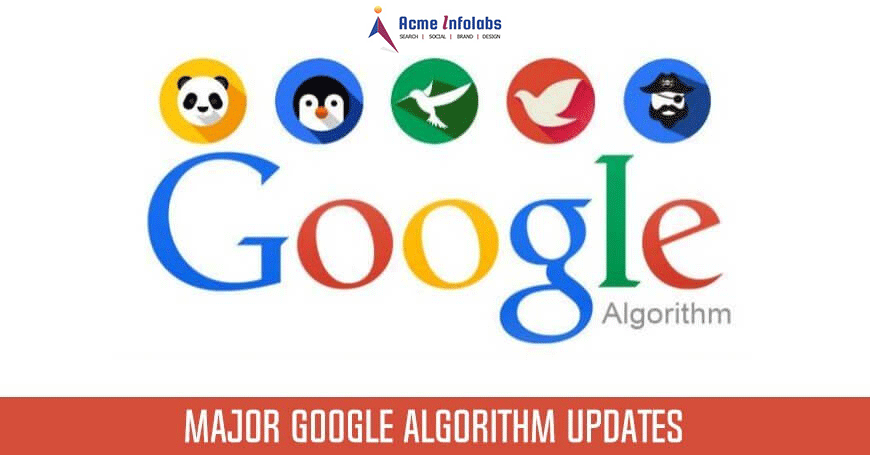 Acme Infolabs
SEARCH | SOCIAL | BRAND | DESIGN
Google
Algorithm
MAJOR GOOGLE ALGORITHM UPDATES